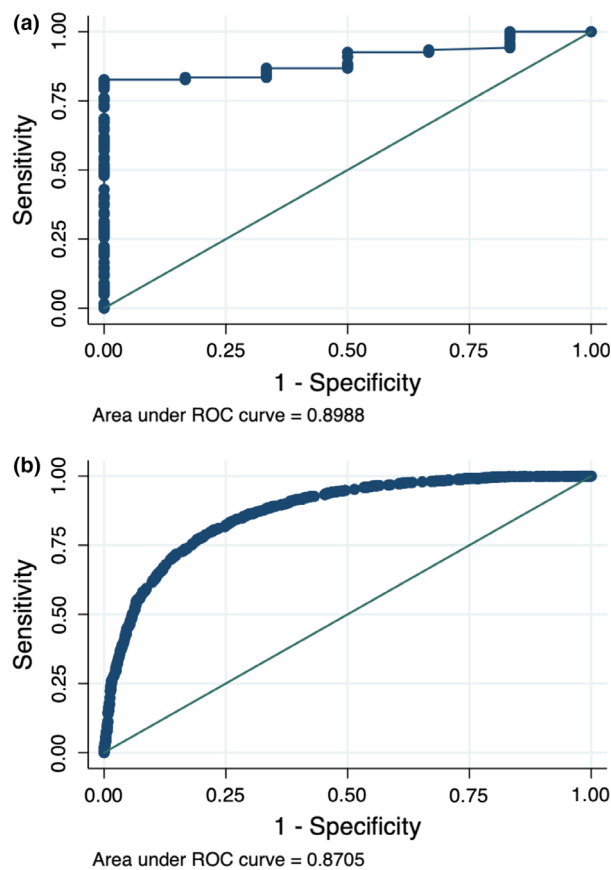 (a)
Sensitivity
1.00
0.75
0.50
0.25
0.00
0.00 0.25 0.50 0.75 1.00
1 - Specificity
Area under ROC curve = 0.8988
(b)
Sensitivity
1.00
0.75
0.50
0.25
0.00
0.00 0.25 0.50 0.75 1.00
1 - Specificity
Area under ROC curve = 0.8705